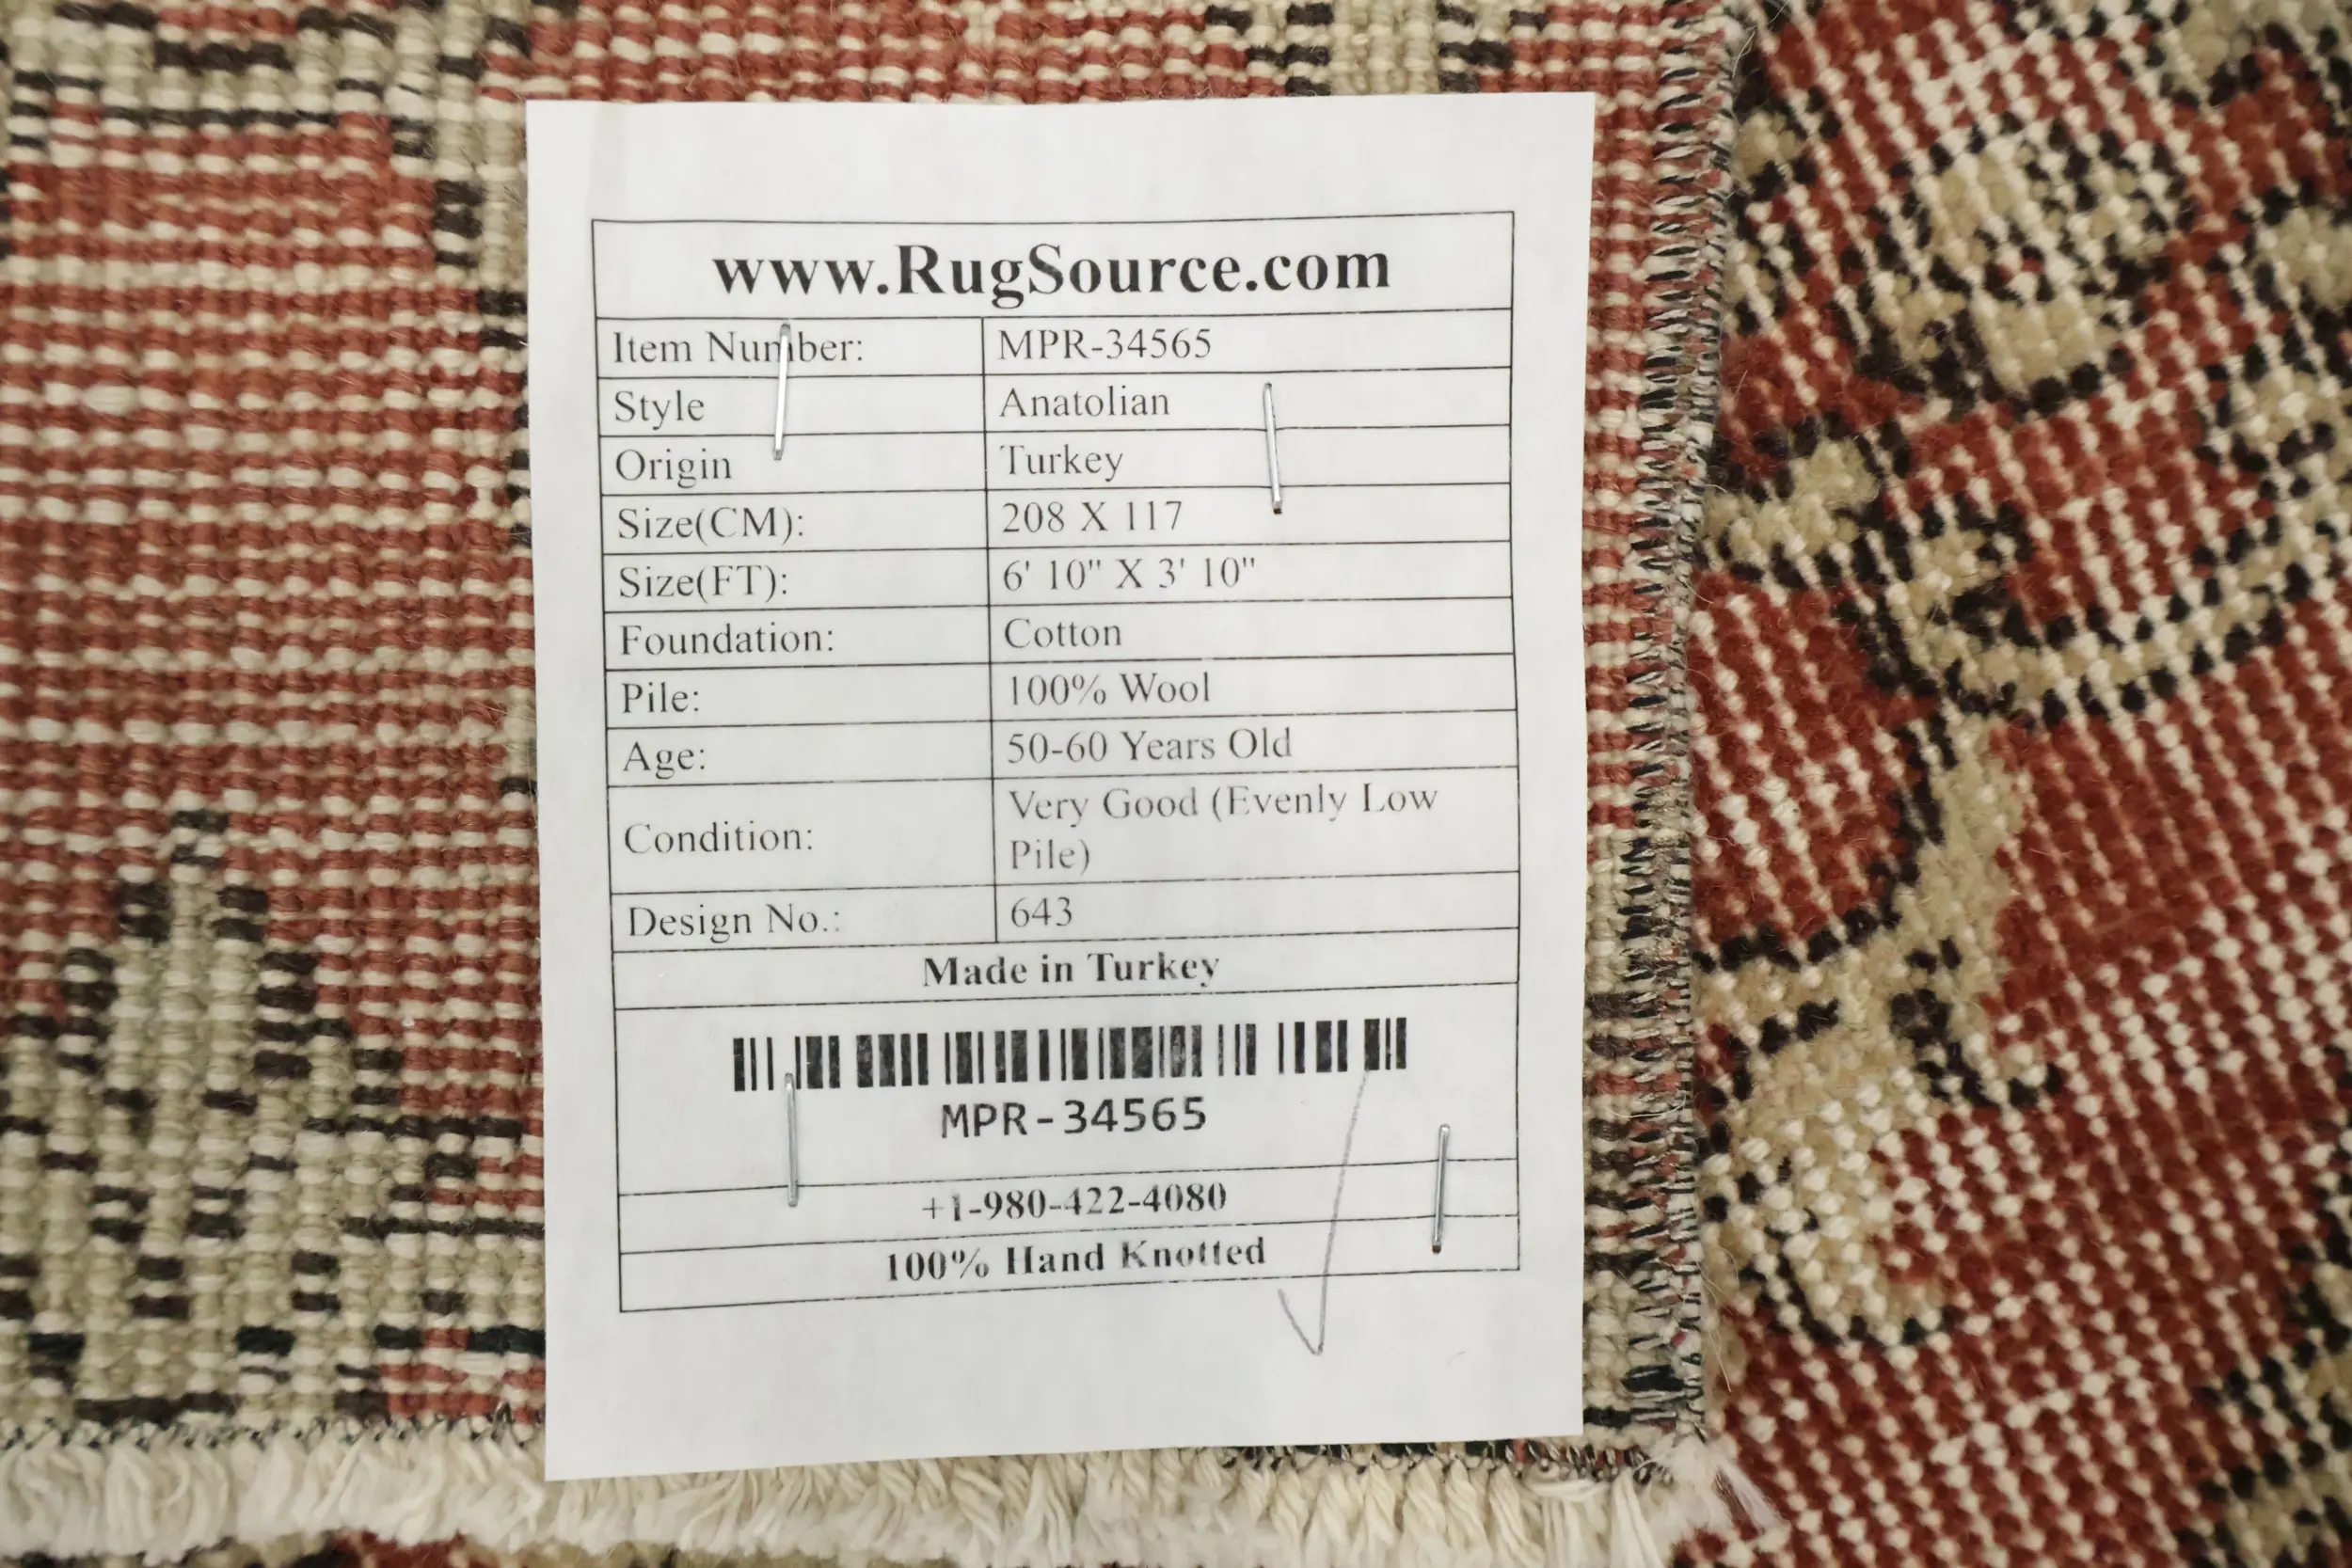 www.RugSource.com
Item Number: MPR-34565
Style Anatolian
Origin Turkey
Size(CM): 208 X 117
Size(FT): 6' 10" X 3' 10"
Foundation: Cotton
Pile: 100% Wool
Age: 50-60 Years Old
Condition: Very Good (Evenly Low
Pile)
Design No.: 643
Made in Turkey
MPR-34565
+1-980-422-4080
100% Hand Knotted